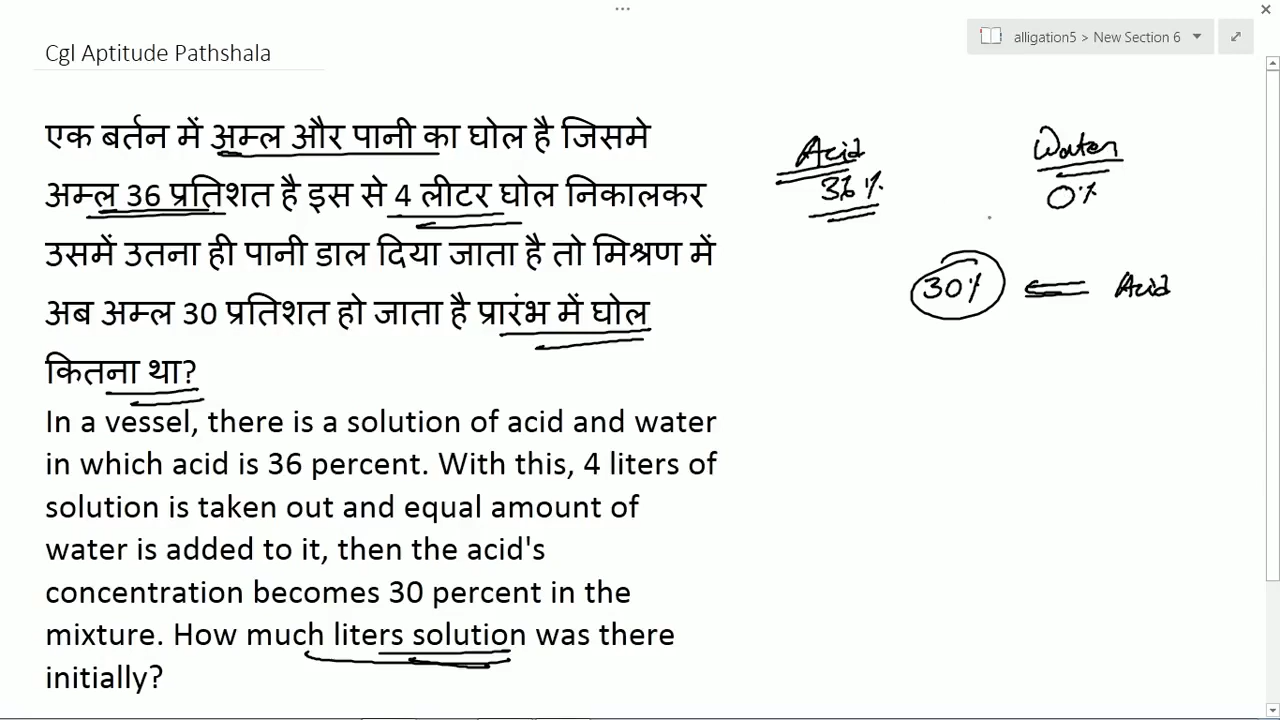 Cgl Aptitude Pathshala
alligation5 > New Section 6
एक बर्तन में अम्ल और पानी का घोल है जिसमे
अम्ल 36 प्रतिशत है इस से 4 लीटर घोल निकालकर
उसमें उतना ही पानी डाल दिया जाता है तो मिश्रण में
अब अम्ल 30 प्रतिशत हो जाता है प्रारंभ में घोल
कितना था?
In a vessel, there is a solution of acid and water
in which acid is 36 percent. With this, 4 liters of
solution is taken out and equal amount of
water is added to it, then the acid's
concentration becomes 30 percent in the
mixture. How much liters solution was there
initially?
Acid Water
36% 0%
30% Acid